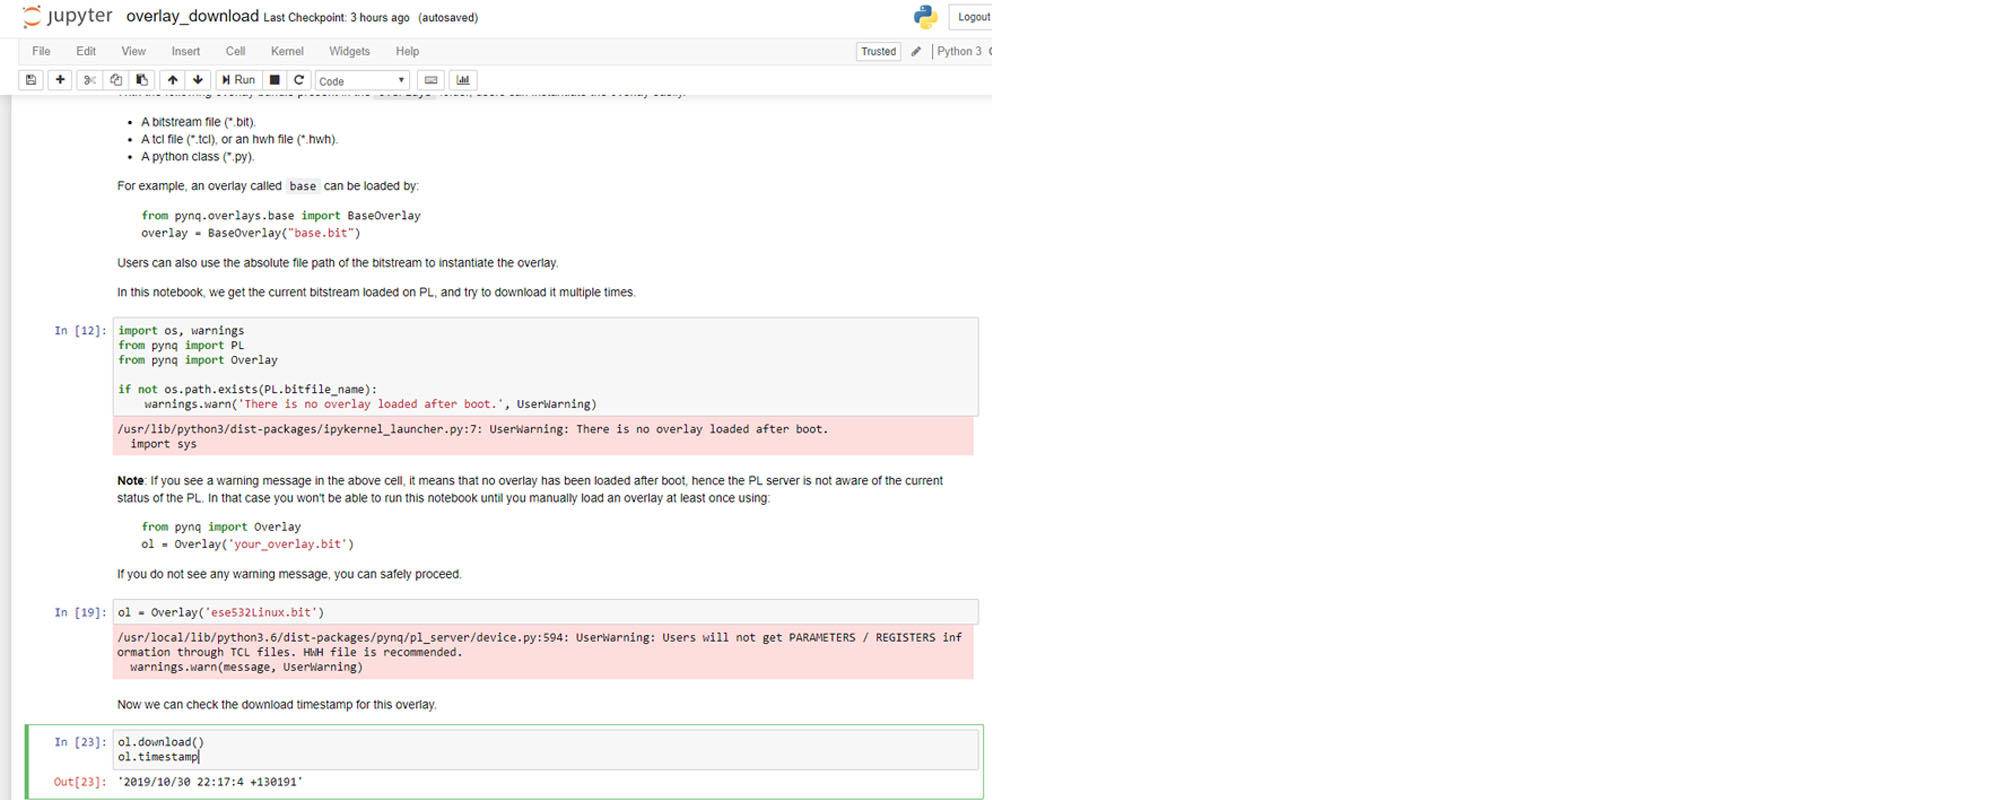 jupyter overlay_download Last Checkpoint: 3 hours ago (autosaved) Logout
File Edit View Insert Cell Kernel Widgets Help Trusted Python 3
Run Code
• A bitstream file (*.bit).
• A tcl file (*.tcl), or an hwh file (*.hwh).
• A python class (*.py).
For example, an overlay called base can be loaded by:
from pynq.overlays.base import BaseOverlay
overlay = BaseOverlay("base.bit")
Users can also use the absolute file path of the bitstream to instantiate the overlay.
In this notebook, we get the current bitstream loaded on PL, and try to download it multiple times.
In [12]: import os, warnings
from pynq import PL
from pynq import Overlay
if not os.path.exists(PL.bitfile_name):
warnings.warn('There is no overlay loaded after boot.', UserWarning)
/usr/lib/python3/dist-packages/ipykernel_launcher.py:7: UserWarning: There is no overlay loaded after boot.
import sys
Note: If you see a warning message in the above cell, it means that no overlay has been loaded after boot, hence the PL server is not aware of the current
status of the PL. In that case you won't be able to run this notebook until you manually load an overlay at least once using:
from pynq import Overlay
ol = Overlay('your_overlay.bit')
If you do not see any warning message, you can safely proceed.
In [19]: ol = Overlay('ese532Linux.bit')
/usr/local/lib/python3.6/dist-packages/pynq/pl_server/device.py:594: UserWarning: Users will not get PARAMETERS / REGISTERS inf
ormation through TCL files. HWH file is recommended.
warnings.warn(message, UserWarning)
Now we can check the download timestamp for this overlay.
In [23]: ol.download()
ol.timestamp
Out[23]: '2019/10/30 22:17:4 +130191'